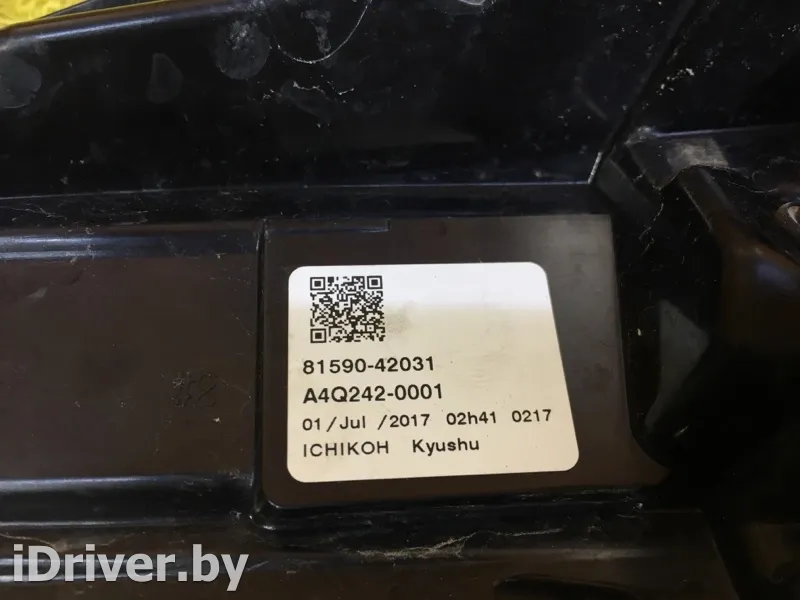 81590-42031
A4Q242-0001
01/Jul /2017 02h41 0217
ICHIKOH Kyushu
iDriver.by